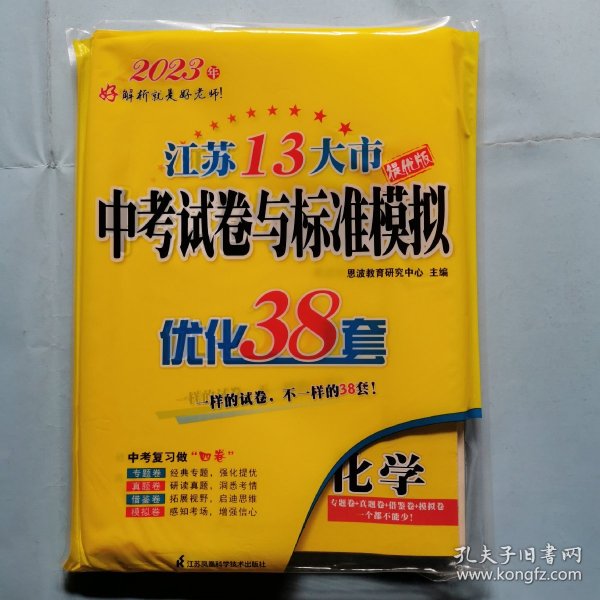 2023年
好解析就是好老师!
江苏13大市
提优版
中考试卷与标准模拟
思波教育研究中心 主编
优化38套
一样的试卷,不一样的38套!
中考复习做“四卷”
专题卷 经典专题,强化提优
真题卷 研读真题,洞悉考情
借鉴卷 拓展视野,启迪思维
模拟卷 感知考场,增强信心
化学
专题卷+真题卷+借鉴卷+模拟卷
一个都不能少!
江苏凤凰科学技术出版社
孔夫子旧书网
www.kongfz.com